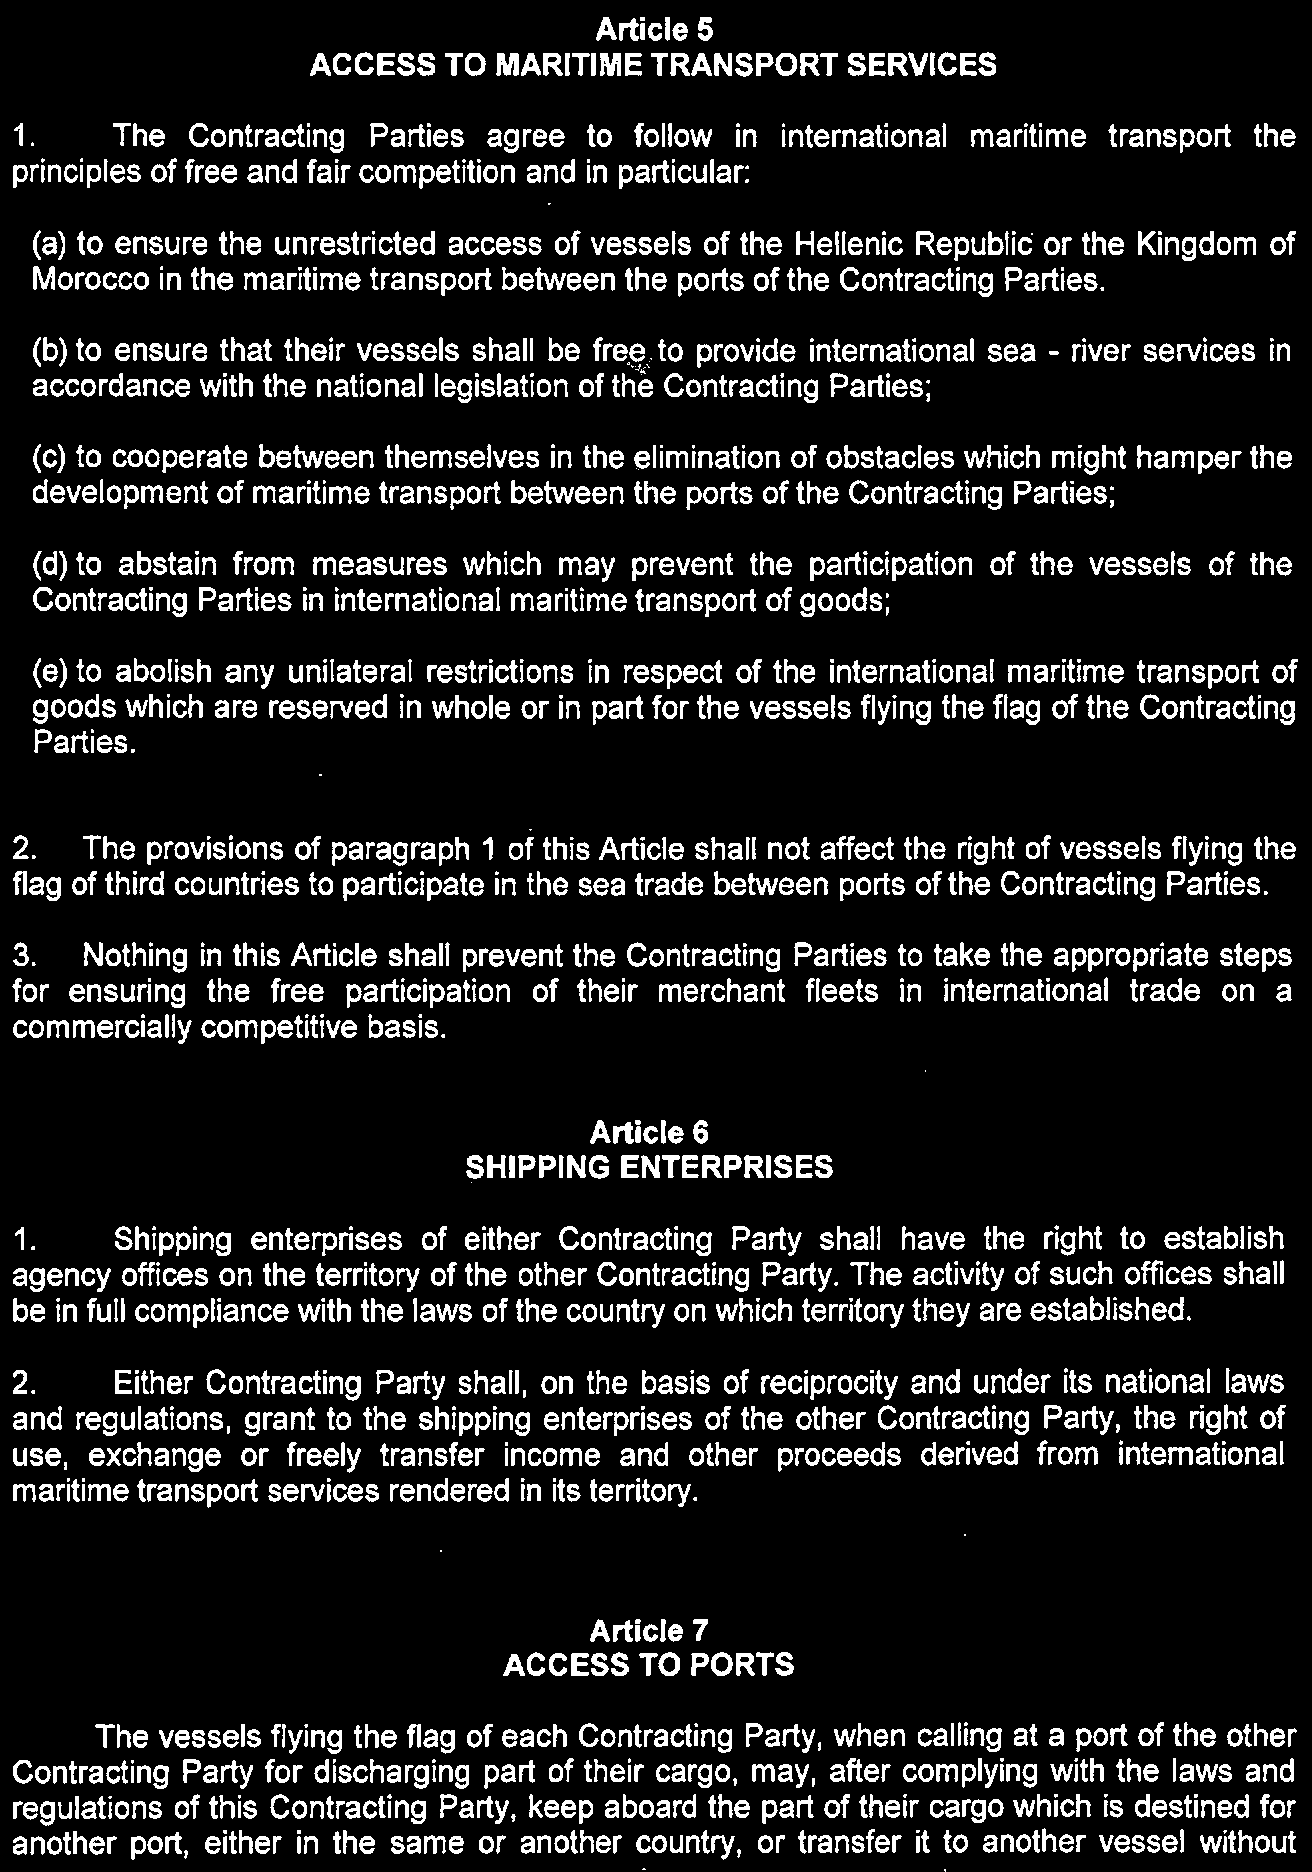 Article 5
ACCESS TO MARITIME TRANSPORT SERVICES
1. The Contracting Parties agree to follow in international maritime transport the
principles of free and fair competition and in particular:
(a) to ensure the unrestricted access of vessels of the Hellenic Republic or the Kingdom of
Morocco in the maritime transport between the ports of the Contracting Parties.
(b) to ensure that their vessels shall be free to provide international sea - river services in
accordance with the national legislation of the Contracting Parties;
(c) to cooperate between themselves in the elimination of obstacles which might hamper the
development of maritime transport between the ports of the Contracting Parties;
(d) to abstain from measures which may prevent the participation of the vessels of the
Contracting Parties in international maritime transport of goods;
(e) to abolish any unilateral restrictions in respect of the international maritime transport of
goods which are reserved in whole or in part for the vessels flying the flag of the Contracting
Parties.
2. The provisions of paragraph 1 of this Article shall not affect the right of vessels flying the
flag of third countries to participate in the sea trade between ports of the Contracting Parties.
3. Nothing in this Article shall prevent the Contracting Parties to take the appropriate steps
for ensuring the free participation of their merchant fleets in international trade on a
commercially competitive basis.
Article 6
SHIPPING ENTERPRISES
1. Shipping enterprises of either Contracting Party shall have the right to establish
agency offices on the territory of the other Contracting Party. The activity of such offices shall
be in full compliance with the laws of the country on which territory they are established.
2. Either Contracting Party shall, on the basis of reciprocity and under its national laws
and regulations, grant to the shipping enterprises of the other Contracting Party, the right of
use, exchange or freely transfer income and other proceeds derived from international
maritime transport services rendered in its territory.
Article 7
ACCESS TO PORTS
The vessels flying the flag of each Contracting Party, when calling at a port of the other
Contracting Party for discharging part of their cargo, may, after complying with the laws and
regulations of this Contracting Party, keep aboard the part of their cargo which is destined for
another port, either in the same or another country, or transfer it to another vessel without